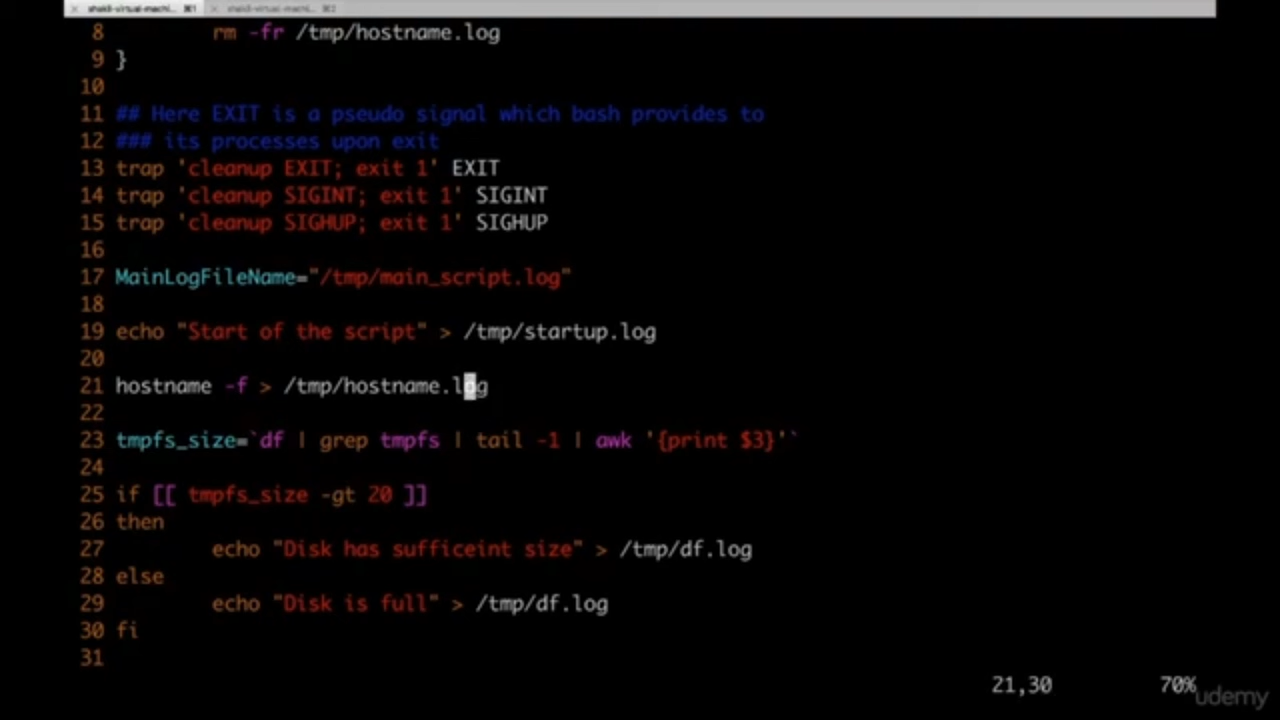 ⌘1 ⌘2
8 rm -fr /tmp/hostname.log
9 }
10
11 ## Here EXIT is a pseudo signal which bash provides to
12 ### its processes upon exit
13 trap 'cleanup EXIT; exit 1' EXIT
14 trap 'cleanup SIGINT; exit 1' SIGINT
15 trap 'cleanup SIGHUP; exit 1' SIGHUP
16
17 MainLogFileName="/tmp/main_script.log"
18
19 echo "Start of the script" > /tmp/startup.log
20
21 hostname -f > /tmp/hostname.log
22
23 tmpfs_size=`df | grep tmpfs | tail -1 | awk '{print $3}'`
24
25 if [[ tmpfs_size -gt 20 ]]
26 then
27 echo "Disk has sufficeint size" > /tmp/df.log
28 else
29 echo "Disk is full" > /tmp/df.log
30 fi
31
21,30 70%
udemy